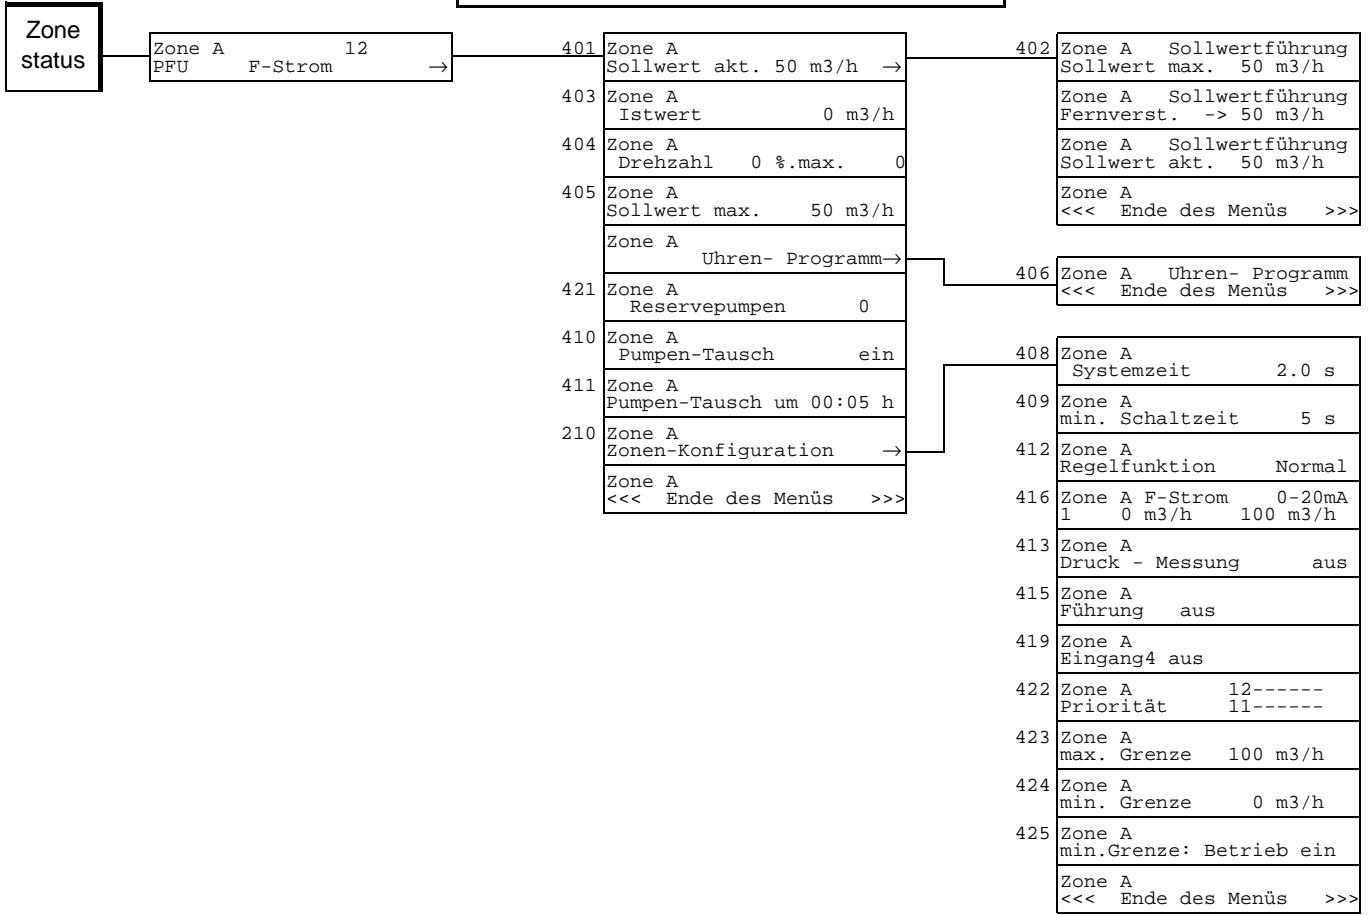 Zone
status
Zone A 12
PFU F-Strom →
401 Zone A
Sollwert akt. 50 m3/h →
403 Zone A
Istwert 0 m3/h
404 Zone A
Drehzahl 0 %.max. 0
405 Zone A
Sollwert max. 50 m3/h
Zone A
Uhren- Programm→
421 Zone A
Reservepumpen 0
410 Zone A
Pumpen-Tausch ein
411 Zone A
Pumpen-Tausch um 00:05 h
210 Zone A
Zonen-Konfiguration →
Zone A
<<< Ende des Menüs >>>
402 Zone A Sollwertführung
Sollwert max. 50 m3/h
Zone A Sollwertführung
Fernverst. -> 50 m3/h
Zone A Sollwertführung
Sollwert akt. 50 m3/h
Zone A
<<< Ende des Menüs >>>
406 Zone A Uhren- Programm
<<< Ende des Menüs >>>
408 Zone A
Systemzeit 2.0 s
409 Zone A
min. Schaltzeit 5 s
412 Zone A
Regelfunktion Normal
416 Zone A F-Strom 0-20mA
1 0 m3/h 100 m3/h
413 Zone A
Druck - Messung aus
415 Zone A
Führung aus
419 Zone A
Eingang4 aus
422 Zone A 12------
Priorität 11------
423 Zone A
max. Grenze 100 m3/h
424 Zone A
min. Grenze 0 m3/h
425 Zone A
min.Grenze: Betrieb ein
Zone A
<<< Ende des Menüs >>>